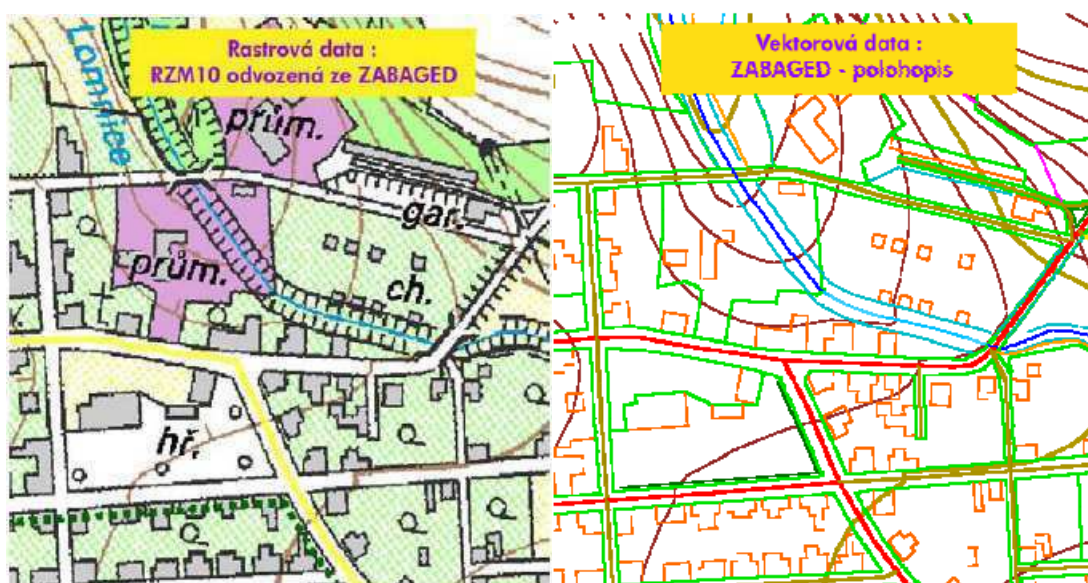 Rastrová data :
RZM10 odvozená ze ZABAGED
Vektorová data :
ZABAGED - polohopis
Lomnice
prům.
gar.
prům.
ch.
hř.